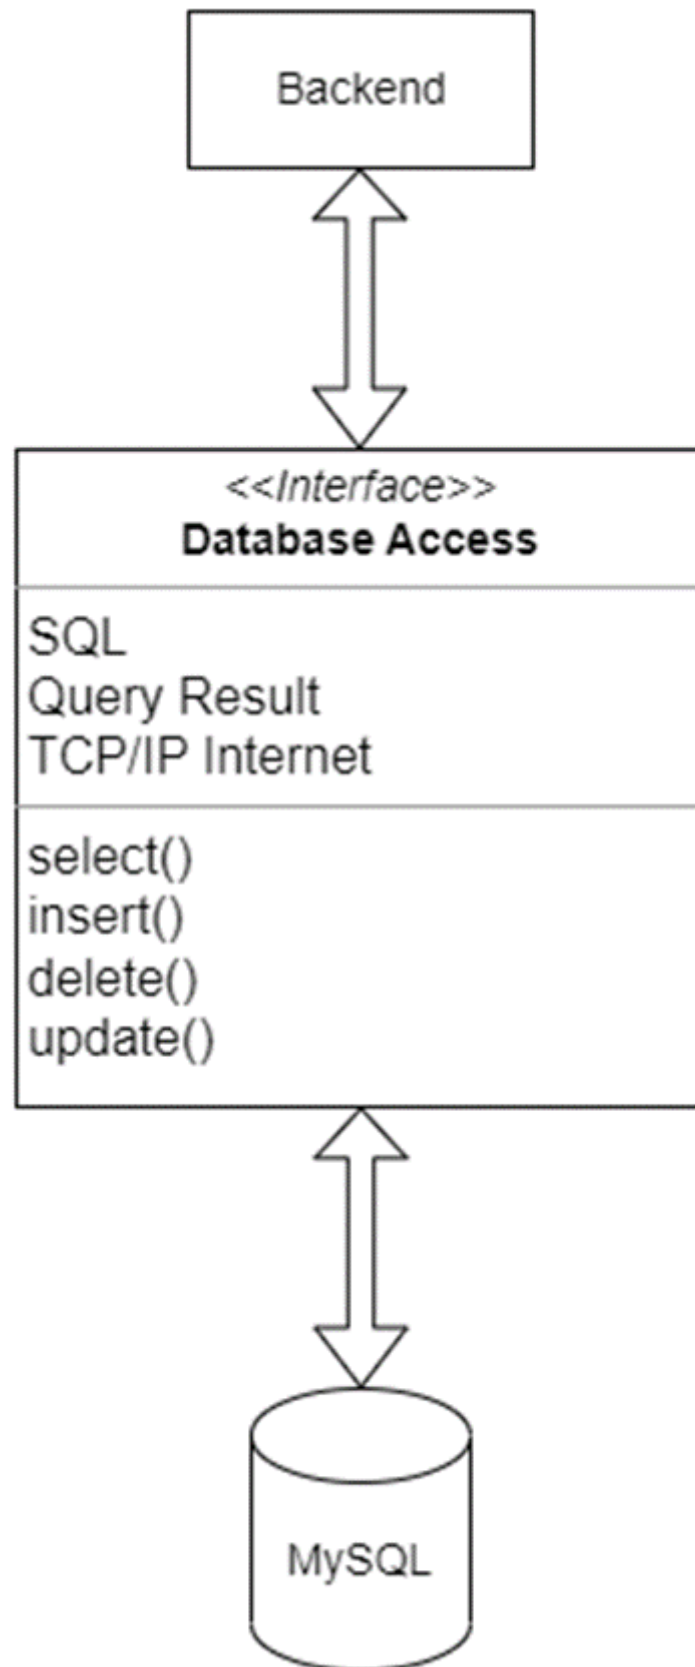 Backend
<<Interface>>
Database Access
SQL
Query Result
TCP/IP Internet
select()
insert()
delete()
update()
MySQL